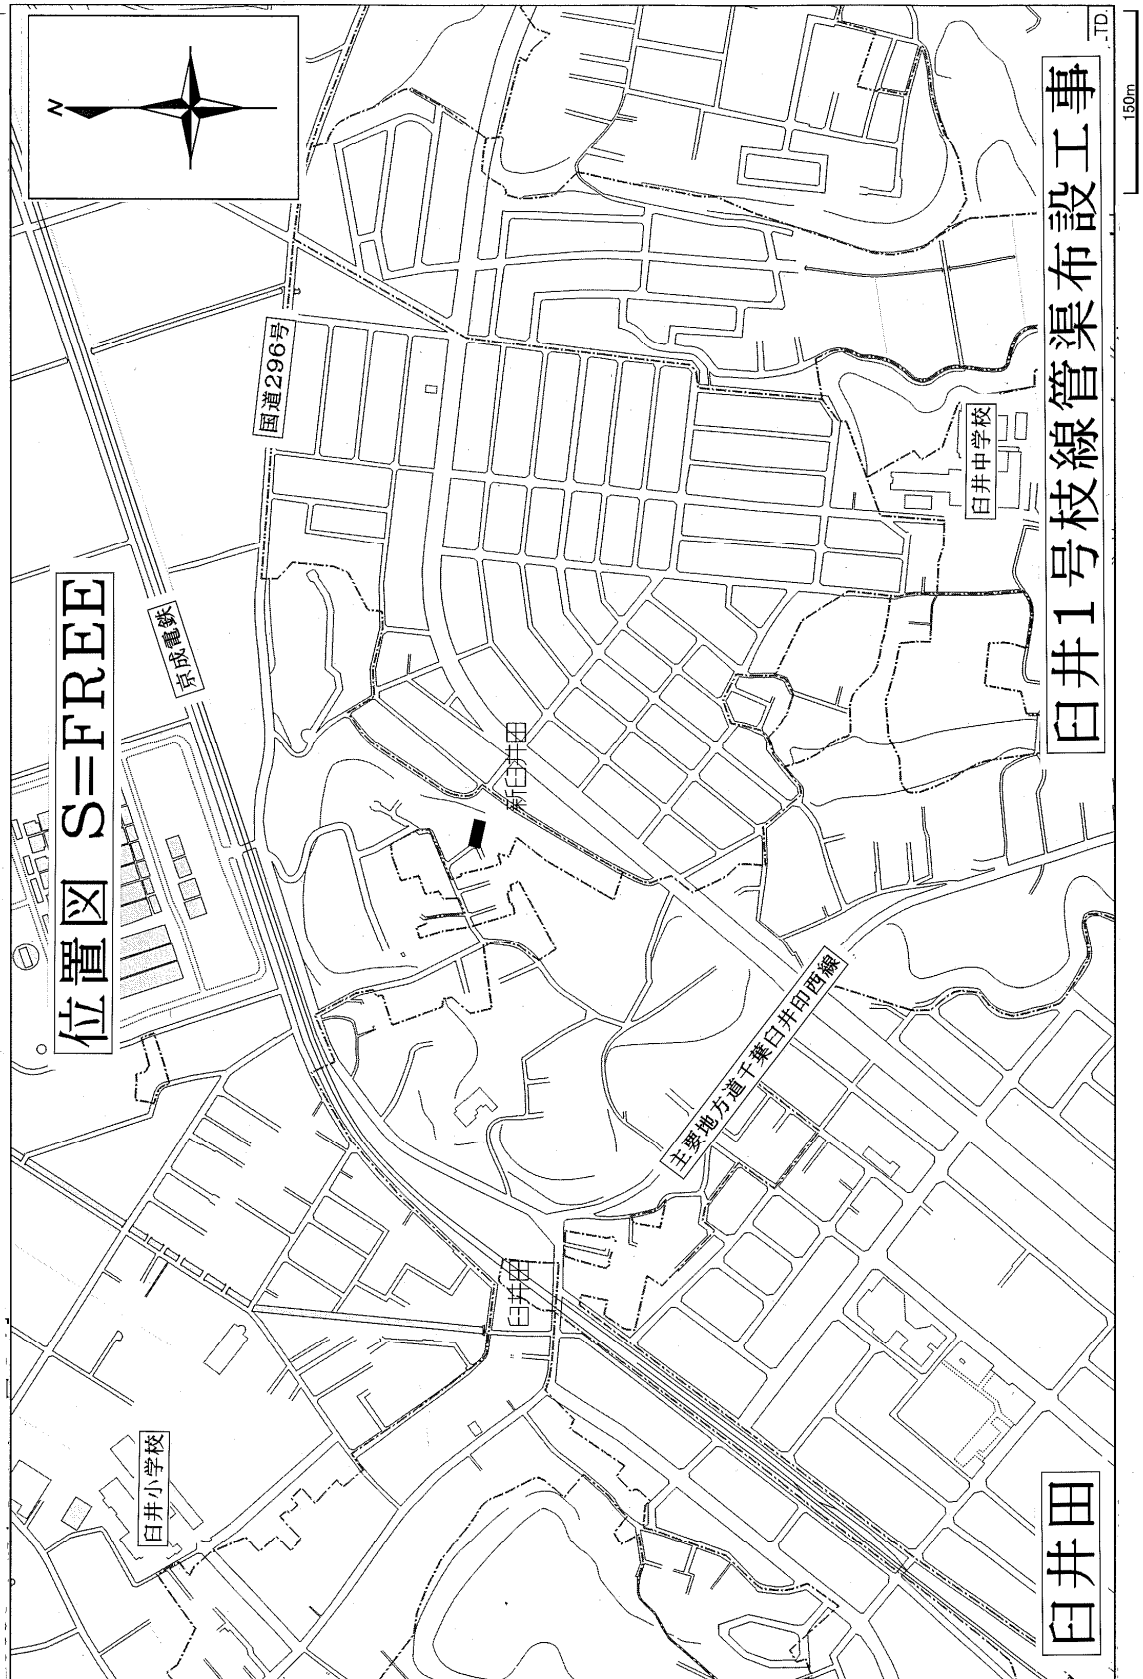 位置図 S=FREE
N
京成電鉄
国道296号
新臼井田
臼井田
臼井小学校
臼井中学校
主要地方道千葉臼井印西線
臼井田
臼井1号枝線管渠布設工事
TD.
150m